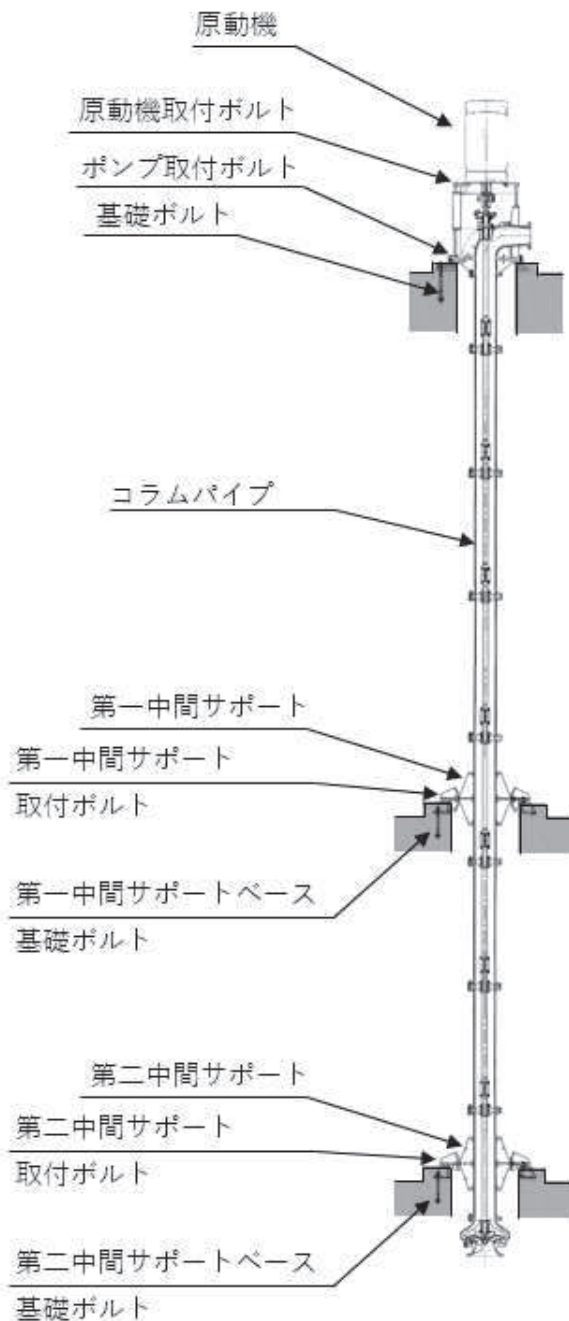 原動機
原動機取付ボルト
ポンプ取付ボルト
基礎ボルト
コラムパイプ
第一中間サポート
第一中間サポート
取付ボルト
第一中間サポートベース
基礎ボルト
第二中間サポート
第二中間サポート
取付ボルト
第二中間サポートベース
基礎ボルト